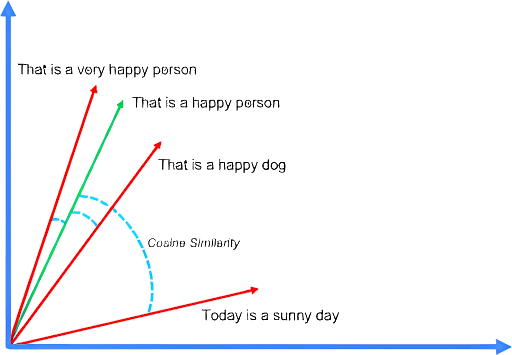 That is a very happy person
That is a happy person
That is a happy dog
Cosine Similarity
Today is a sunny day